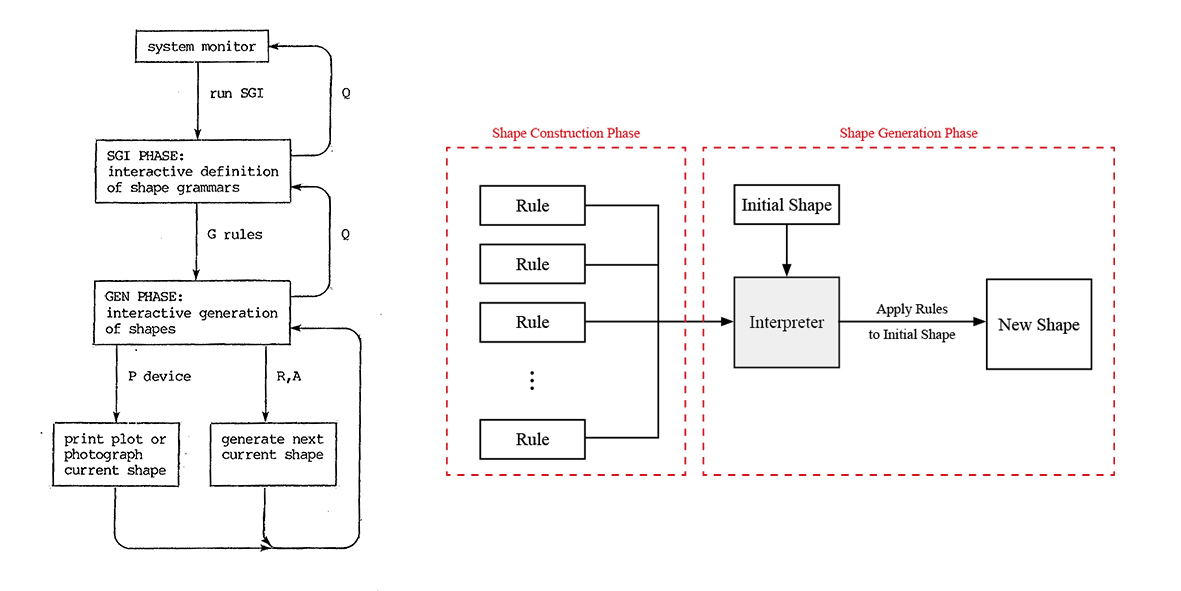 system monitor
run SGI
Q
SGI PHASE:
interactive definition
of shape grammars
G rules
Q
GEN PHASE:
interactive generation
of shapes
P device
R,A
print plot or
photograph
current shape
generate next
current shape
Shape Construction Phase
Rule
Rule
Rule
⋮
Rule
Shape Generation Phase
Initial Shape
Interpreter
Apply Rules
to Initial Shape
New Shape